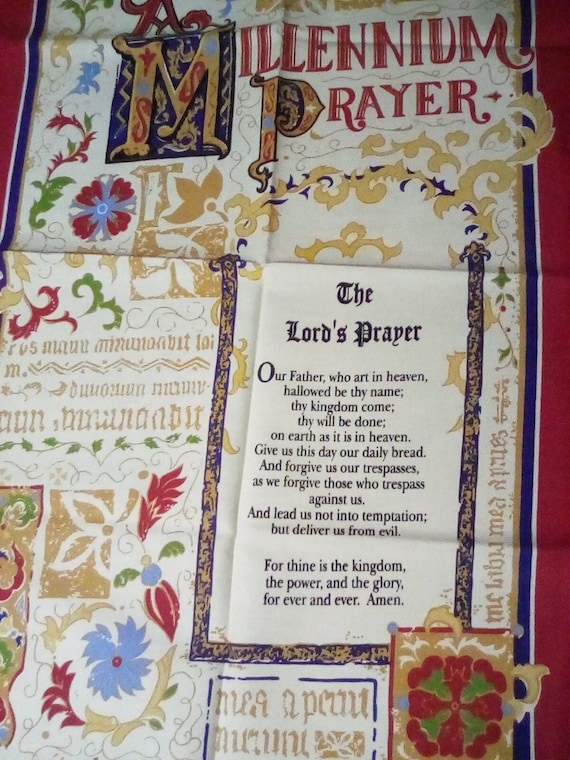 A
MILLENNIUM
PRAYER
The
Lord's Prayer
Our Father, who art in heaven,
hallowed be thy name;
thy kingdom come;
thy will be done;
on earth as it is in heaven.
Give us this day our daily bread.
And forgive us our trespasses,
as we forgive those who trespass
against us.
And lead us not into temptation;
but deliver us from evil.
For thine is the kingdom,
the power, and the glory,
for ever and ever. Amen.